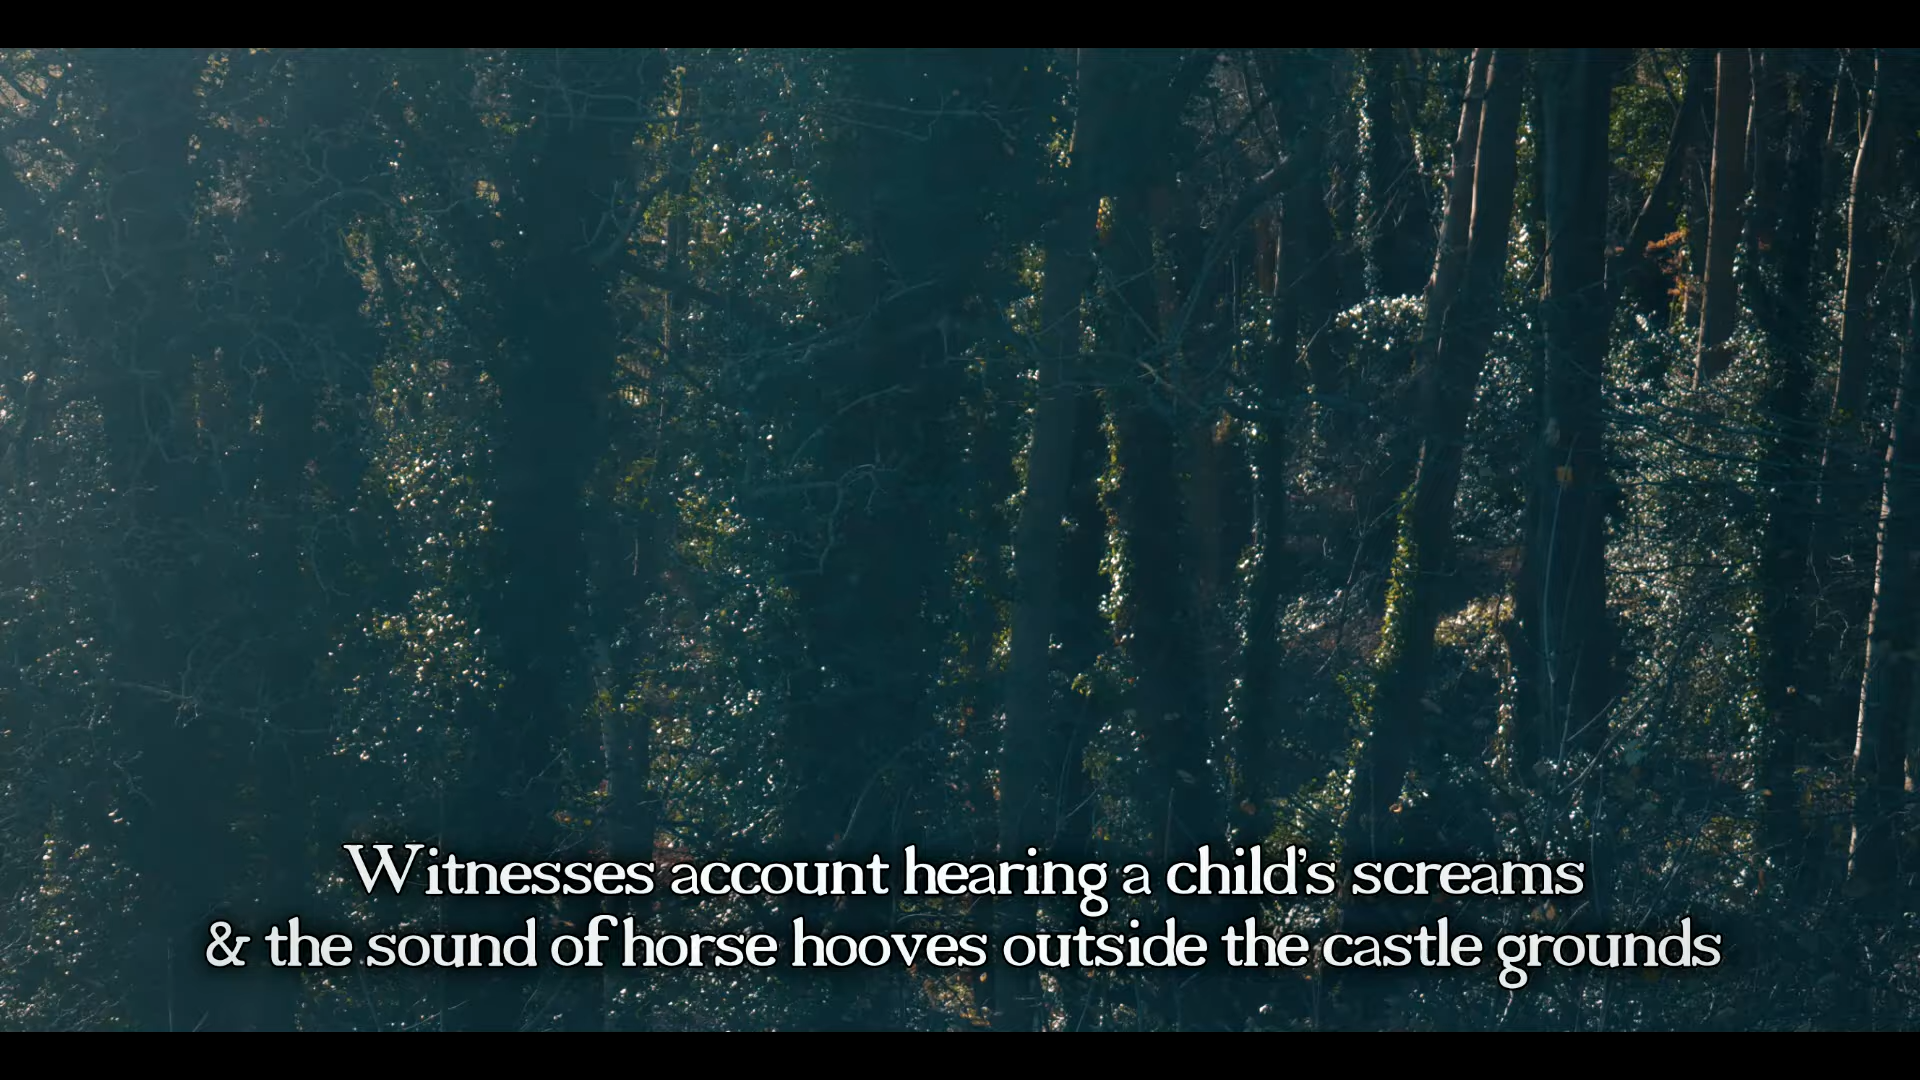 Witnesses account hearing a child's screams
& the sound of horse hooves outside the castle grounds